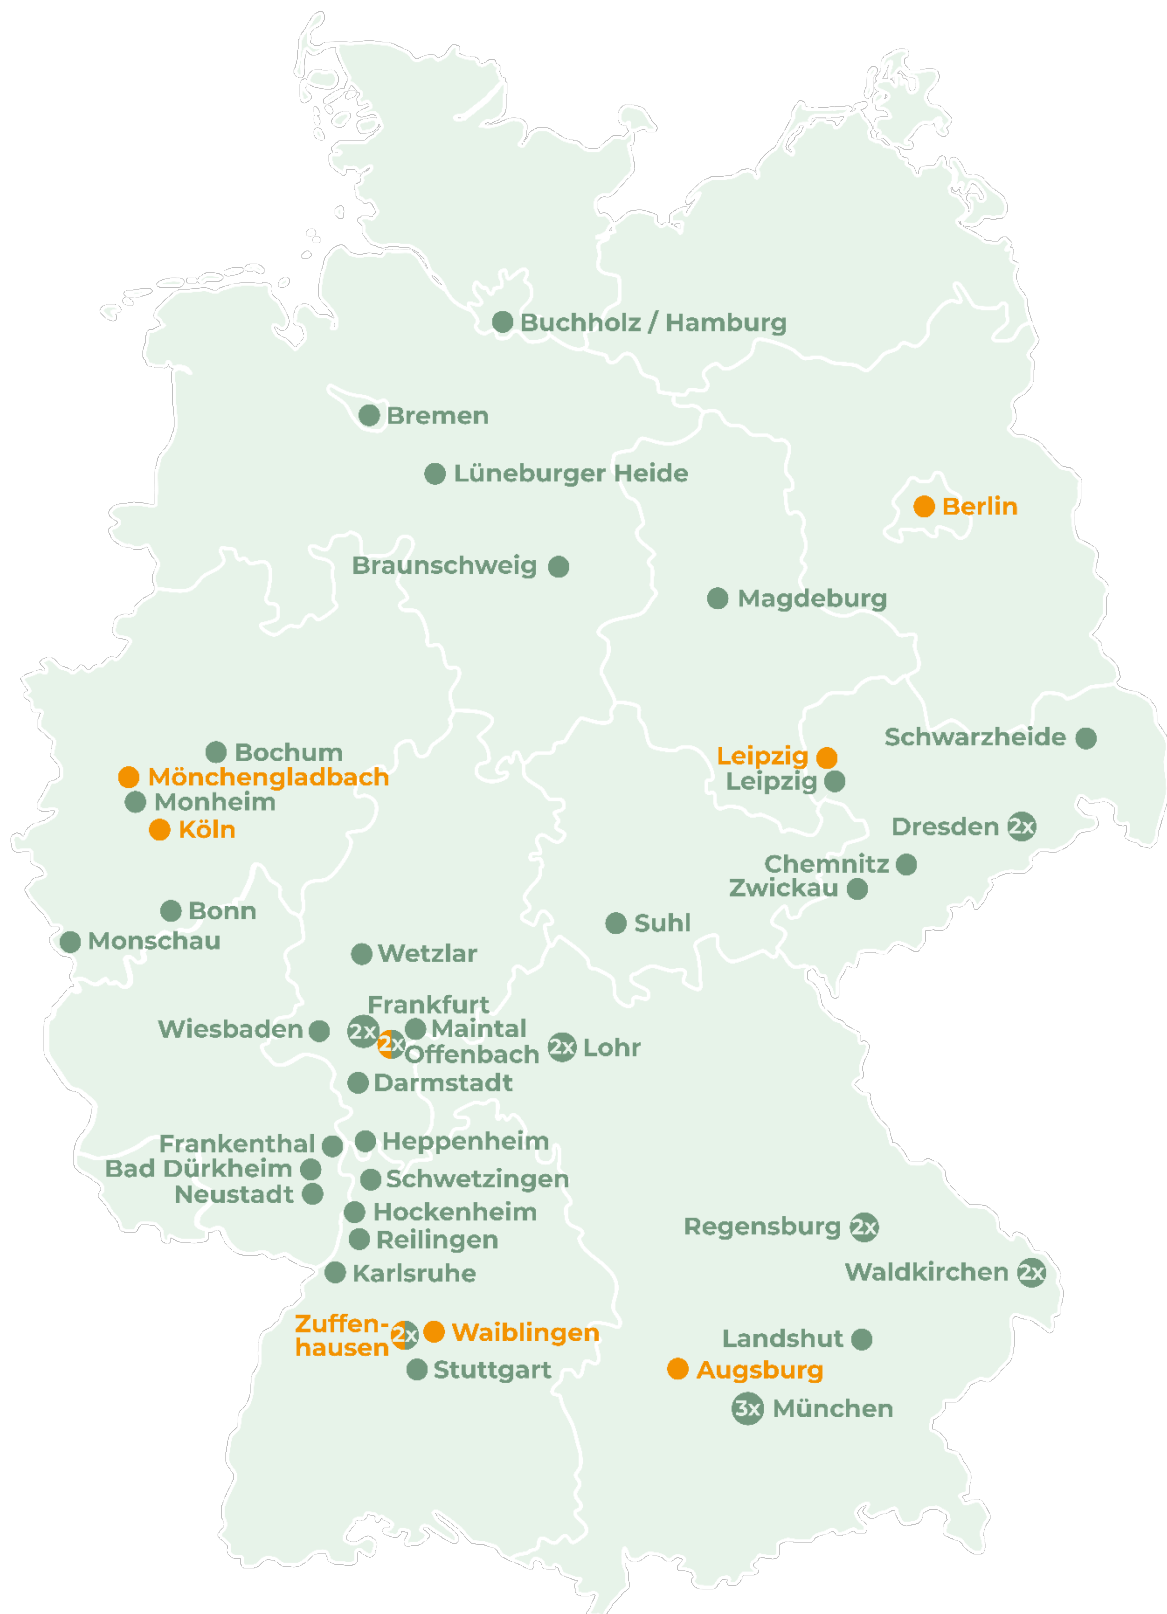 Buchholz / Hamburg
Bremen
Lüneburger Heide
Berlin
Braunschweig
Magdeburg
Schwarzheide
Bochum
Leipzig
Mönchengladbach
Leipzig
Monheim
Köln
Dresden 2x
Chemnitz
Zwickau
Bonn
Suhl
Monschau
Wetzlar
Frankfurt
Wiesbaden
2x
Maintal
2x
Offenbach
2x Lohr
Darmstadt
Frankenthal
Heppenheim
Bad Dürkheim
Schwetzingen
Neustadt
Hockenheim
Regensburg 2x
Reilingen
Karlsruhe
Waldkirchen 2x
Zuffen-
hausen
2x
Waiblingen
Landshut
Stuttgart
Augsburg
3x München